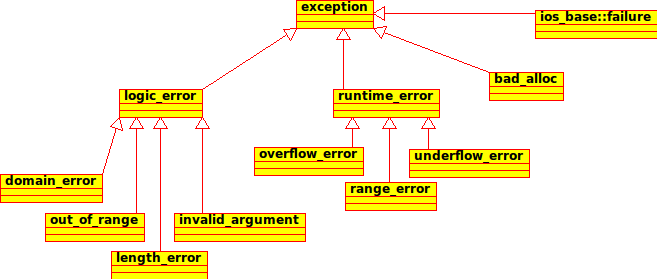 exception
ios_base::failure
bad_alloc
logic_error
runtime_error
overflow_error
underflow_error
domain_error
range_error
out_of_range
invalid_argument
length_error